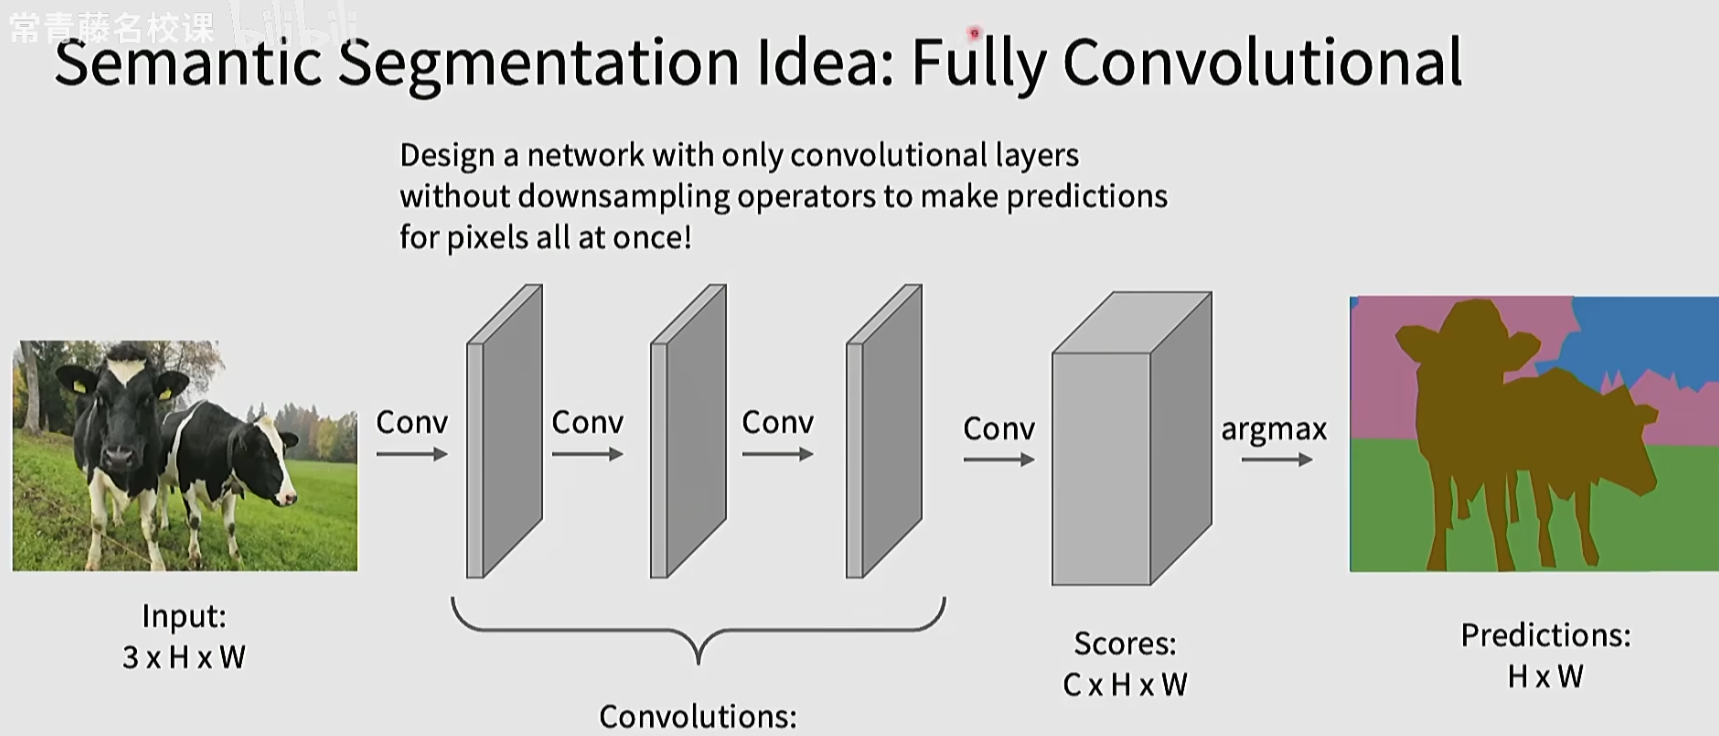 常青藤名校课 bilibili
Semantic Segmentation Idea: Fully Convolutional
Design a network with only convolutional layers
without downsampling operators to make predictions
for pixels all at once!
Conv
Conv
Conv
Conv
argmax
Input:
3 x H x W
Convolutions:
Scores:
C x H x W
Predictions:
H x W